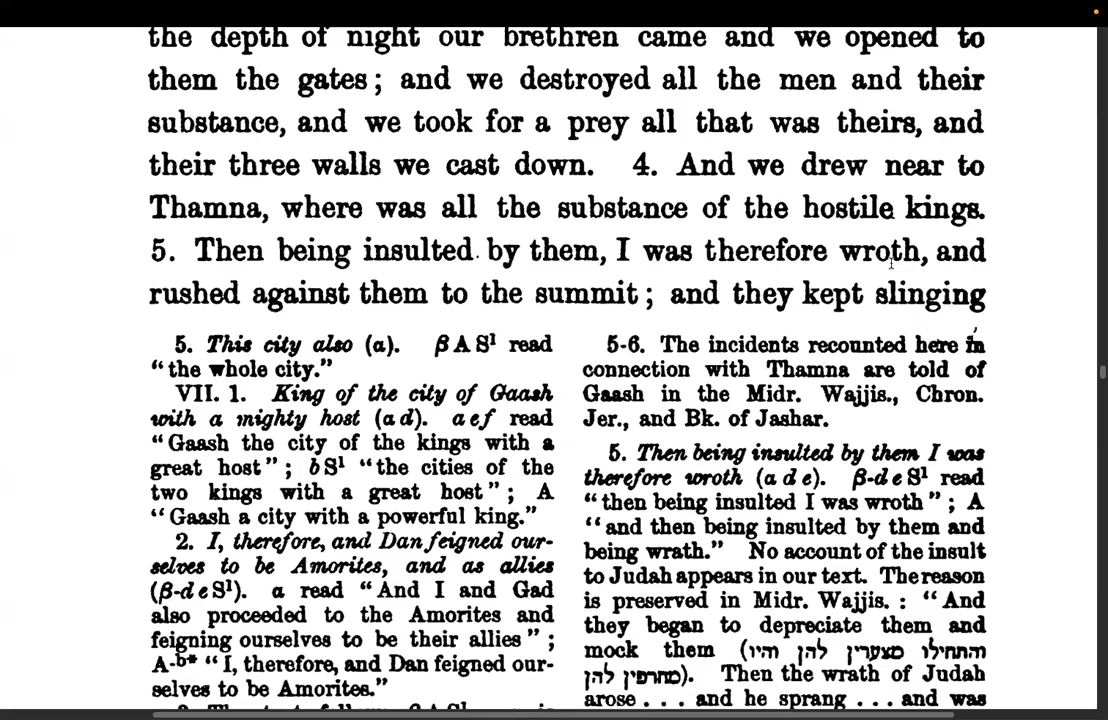 the depth of night our brethren came and we opened to
them the gates; and we destroyed all the men and their
substance, and we took for a prey all that was theirs, and
their three walls we cast down. 4. And we drew near to
Thamna, where was all the substance of the hostile kings.
5. Then being insulted by them, I was therefore wroth, and
rushed against them to the summit; and they kept slinging
5. This city also (a). β A S¹ read
"the whole city."
VII. 1. King of the city of Gaash
with a mighty host (a d). a e f read
"Gaash the city of the kings with a
great host"; b S¹ "the cities of the
two kings with a great host"; A
"Gaash a city with a powerful king."
2. I, therefore, and Dan feigned our-
selves to be Amorites, and as allies
(β-d e S¹). a read "And I and Gad
also proceeded to the Amorites and
feigning ourselves to be their allies";
A-b* "I, therefore, and Dan feigned our-
selves to be Amorites."
5-6. The incidents recounted here in
connection with Thamna are told of
Gaash in the Midr. Wajjis., Chron.
Jer., and Bk. of Jashar.
5. Then being insulted by them I was
therefore wroth (a d e). β-d e S¹ read
"then being insulted I was wroth"; A
"and then being insulted by them and
being wrath." No account of the insult
to Judah appears in our text. The reason
is preserved in Midr. Wajjis.: "And
they began to depreciate them and
mock them (והתחילו מצערין להן והיו
מחרפין להן). Then the wrath of Judah
arose . . . and he sprang . . . and was